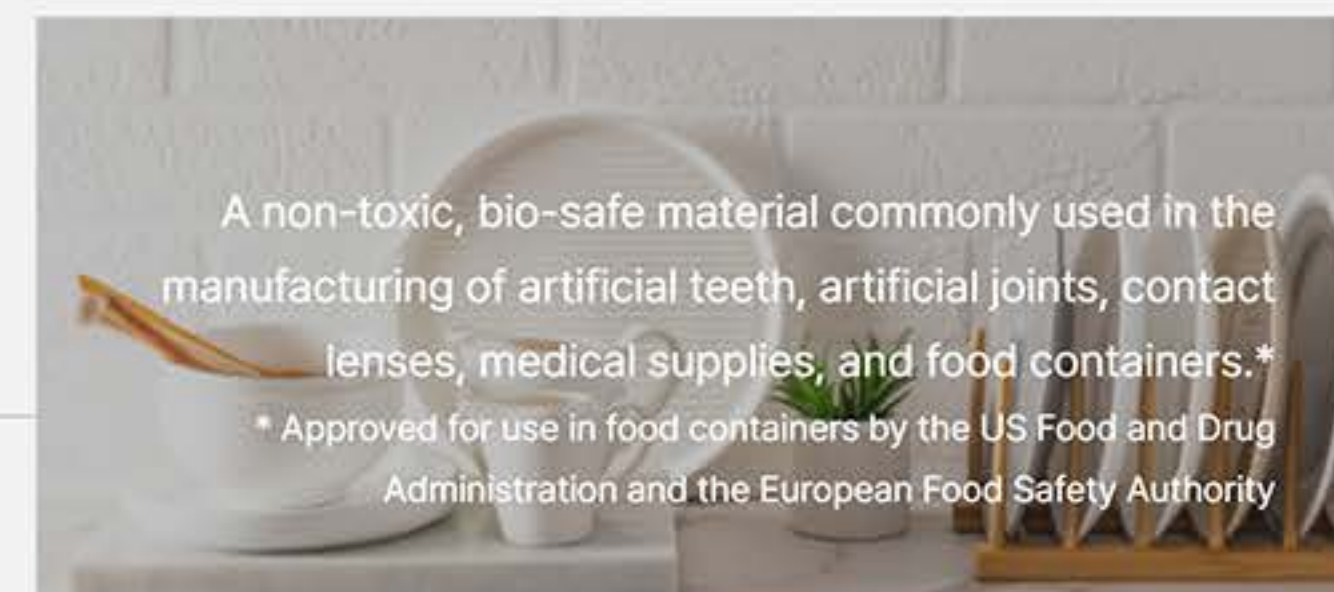 A non-toxic, bio-safe material commonly used in the
manufacturing of artificial teeth, artificial joints, contact
lenses, medical supplies, and food containers.*
* Approved for use in food containers by the US Food and Drug
Administration and the European Food Safety Authority